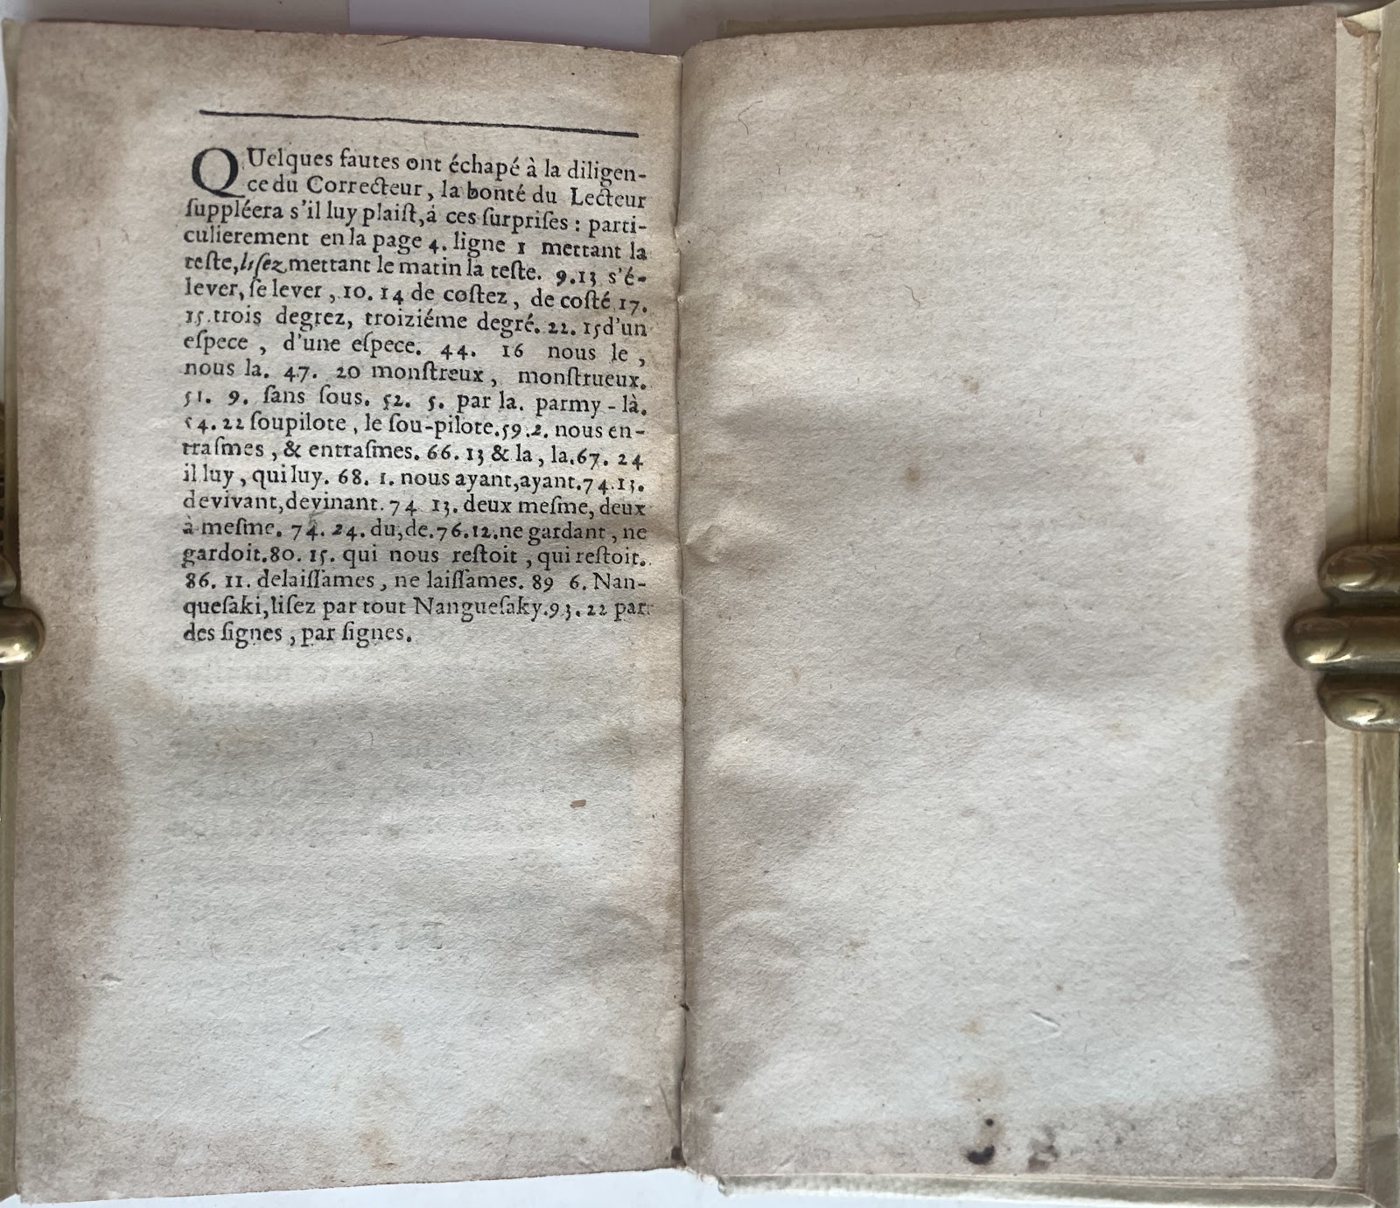 QUelques fautes ont échapé à la diligen-
ce du Correcteur, la bonté du Lecteur
ſuppléera s'il luy plaiſt, á ces ſurpriſes : parti-
culierement en la page 4. ligne 1 mettant la
teſte, liſez, mettant le matin la teſte. 9.13 s'é-
lever, ſe lever, 10. 14 de coſtez, de coſté 17.
15 trois degrez, troiziéme degré. 22. 15 d'un
eſpece, d'une eſpece. 44. 16 nous le,
nous la. 47. 20 monſtreux, monſtrueux.
51. 9. ſans ſous. 52. 5. par la. parmy-là.
54. 22 ſoupilote, le ſou-pilote. 59.2. nous en-
traſmes, & entraſmes. 66. 13 & la, la. 67. 24
il luy, qui luy. 68. 1. nous ayant, ayant. 74.13.
devivant, devinant. 74 13. deux meſme, deux
à meſme. 74. 24. du, de. 76.12. ne gardant, ne
gardoit. 80. 15. qui nous reſtoit, qui reſtoit.
86. 11. delaiſſames, ne laiſſames. 89 6. Nan-
queſaki, liſez par tout Nangueſaky. 93. 22 par
des ſignes, par ſignes.